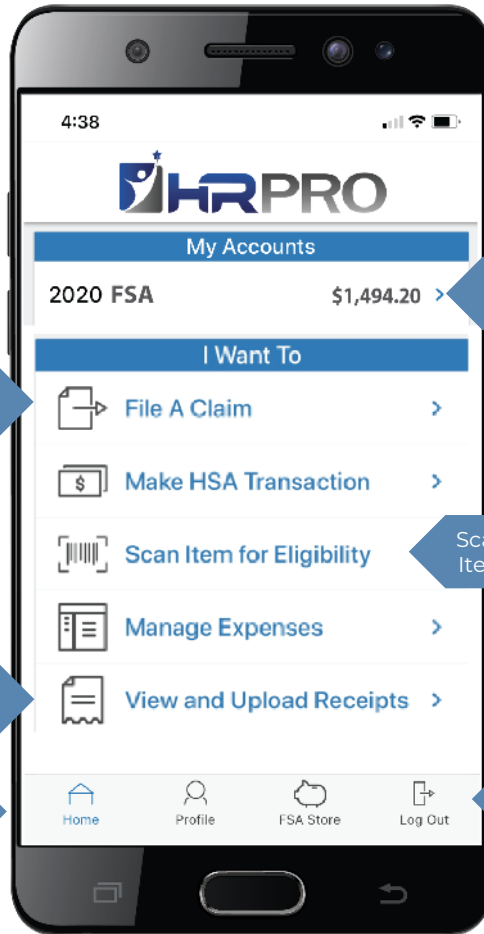 4:38
HRPRO
My Accounts
2020 FSA $1,494.20 >
I Want To
File A Claim >
$ Make HSA Transaction >
Scan Item for Eligibility
Manage Expenses >
View and Upload Receipts >
Home Profile FSA Store Log Out